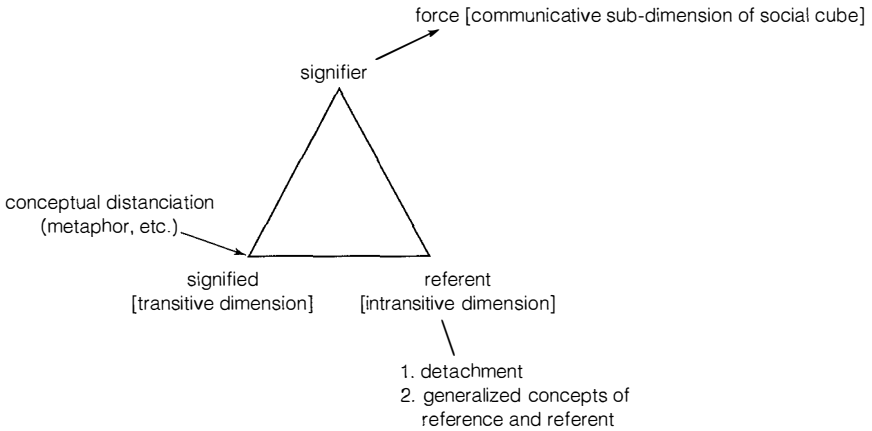 force [communicative sub-dimension of social cube]
signifier
conceptual distanciation
(metaphor, etc.)
signified
[transitive dimension]
referent
[intransitive dimension]
1. detachment
2. generalized concepts of
reference and referent